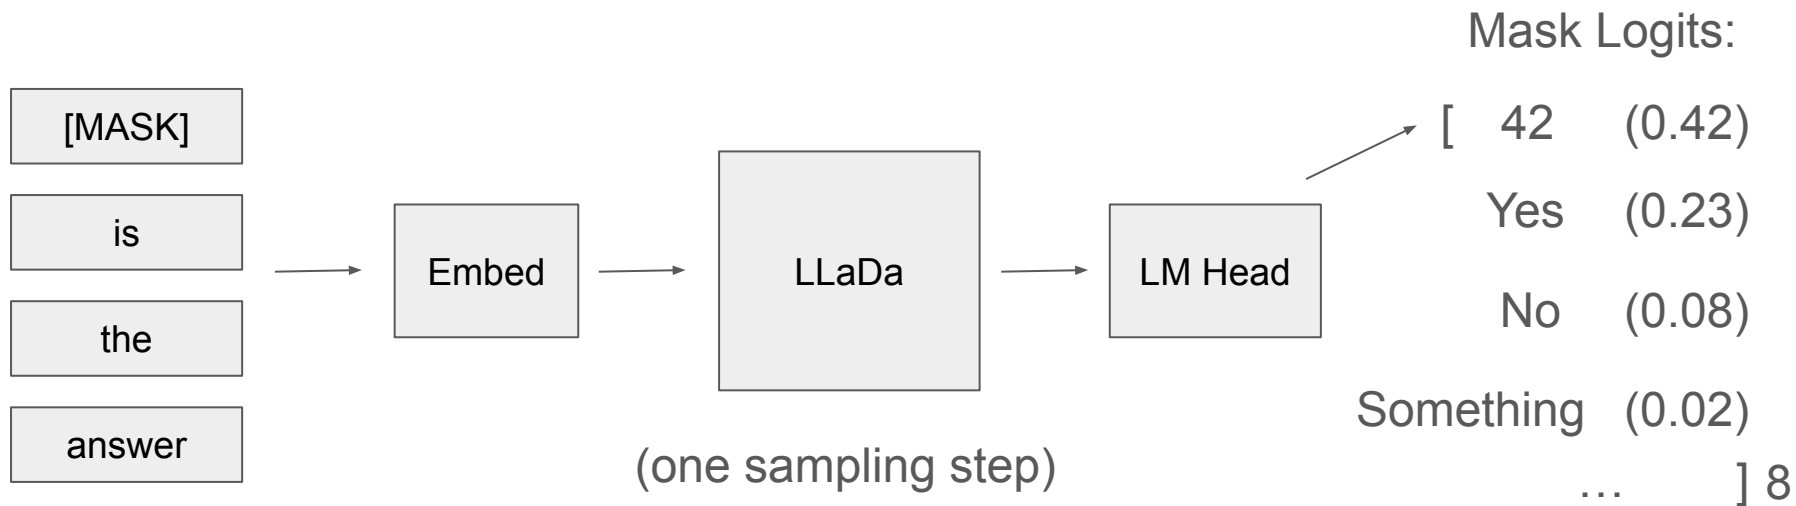 Mask Logits:
[MASK]
is
the
answer
Embed
LLaDa
(one sampling step)
LM Head
[ 42 (0.42)
Yes (0.23)
No (0.08)
Something (0.02)
… ] 8